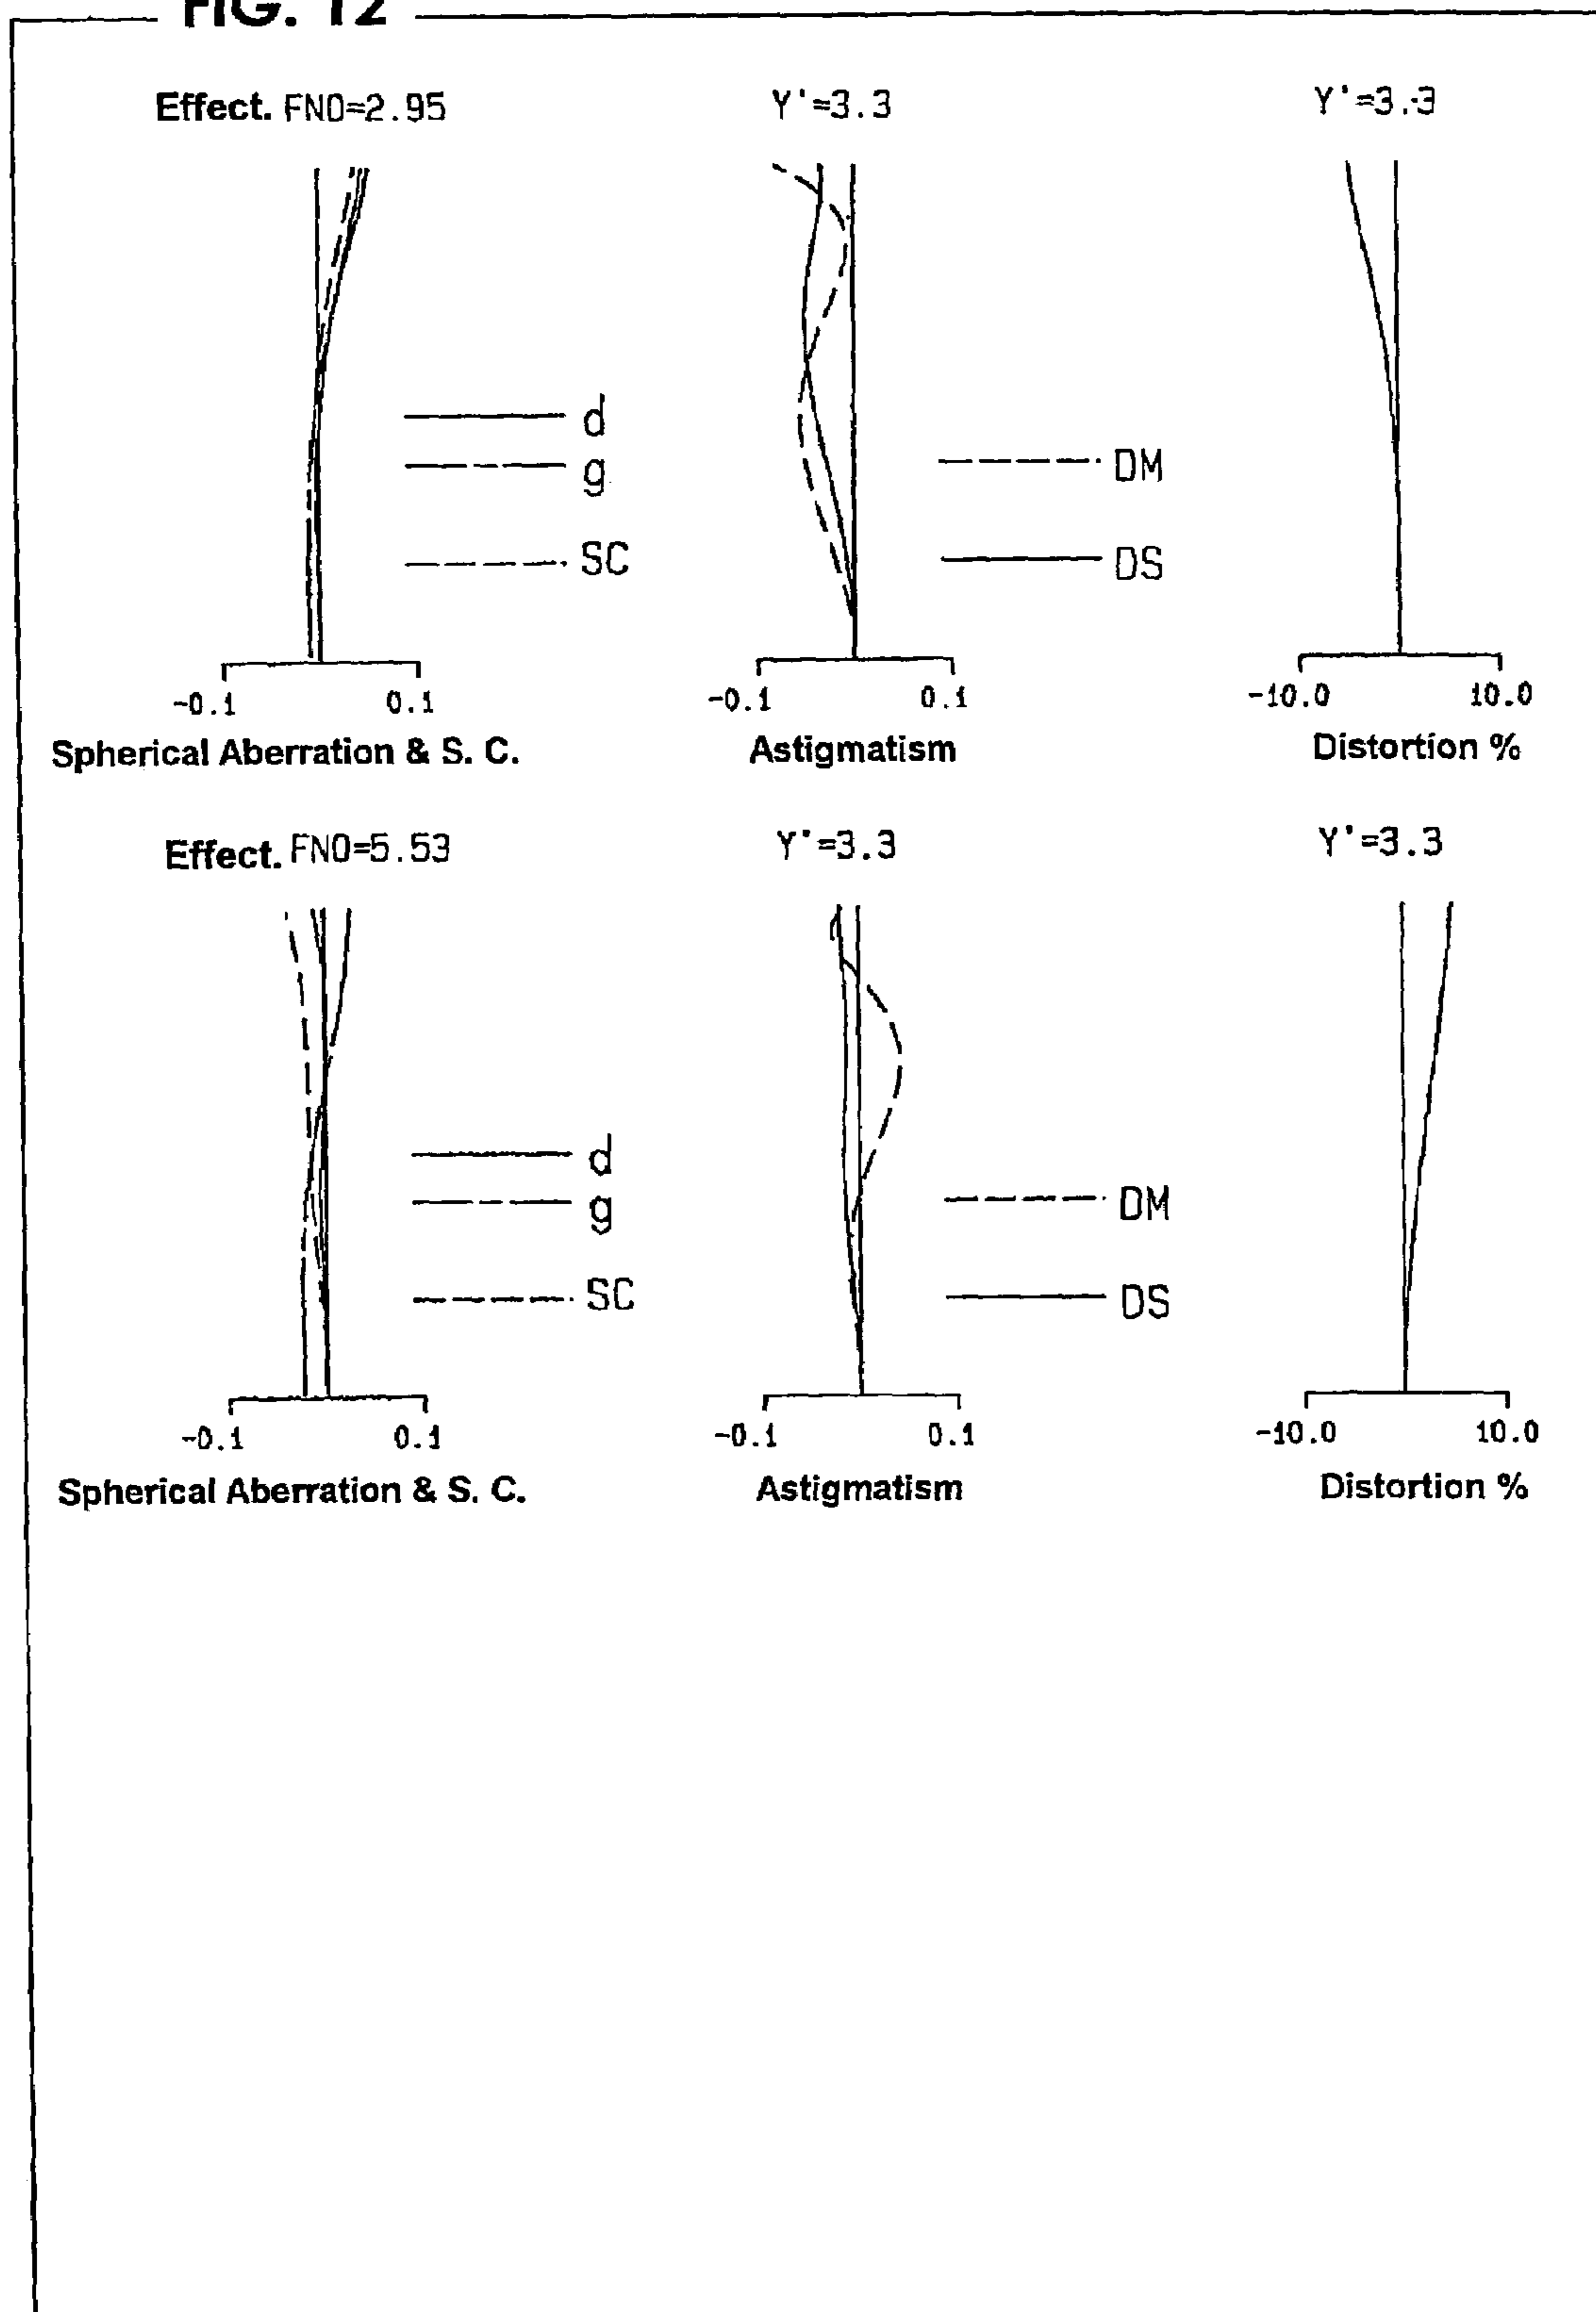 FIG. 12
Effect. FNO=2.95
Y'=3.3
Y'=3.3
d
g
SC
DM
DS
-0.1 0.1
-0.1 0.1
-10.0 10.0
Spherical Aberration & S. C.
Astigmatism
Distortion %
Effect. FNO=5.53
Y'=3.3
Y'=3.3
d
g
SC
DM
DS
-0.1 0.1
-0.1 0.1
-10.0 10.0
Spherical Aberration & S. C.
Astigmatism
Distortion %